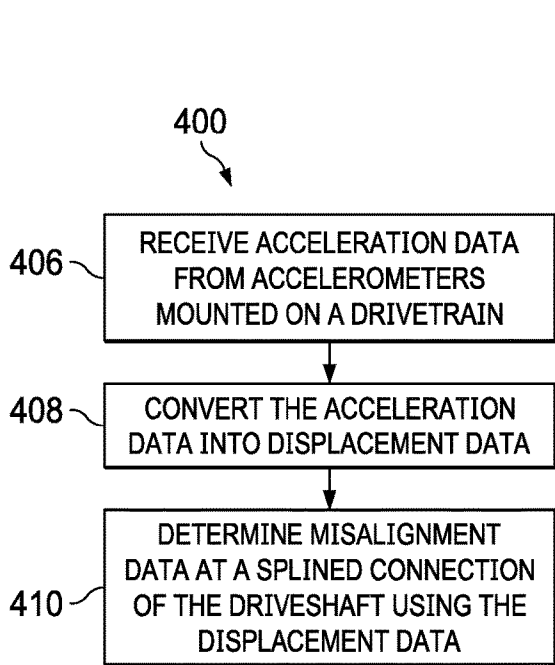 400
406
RECEIVE ACCELERATION DATA
FROM ACCELEROMETERS
MOUNTED ON A DRIVETRAIN
408
CONVERT THE ACCELERATION
DATA INTO DISPLACEMENT DATA
410
DETERMINE MISALIGNMENT
DATA AT A SPLINED CONNECTION
OF THE DRIVESHAFT USING THE
DISPLACEMENT DATA